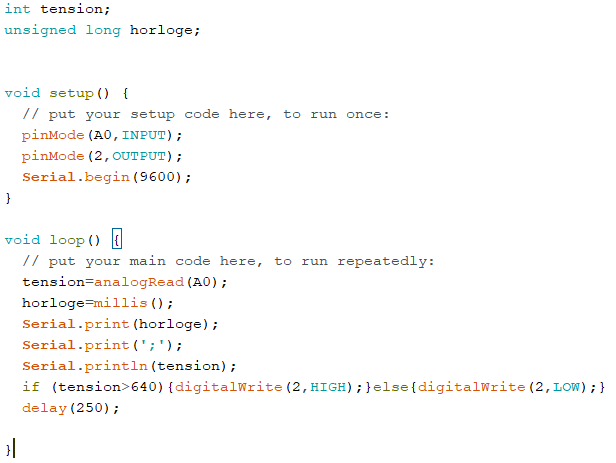 int tension;
unsigned long horloge;
void setup() {
// put your setup code here, to run once:
pinMode(A0,INPUT);
pinMode(2,OUTPUT);
Serial.begin(9600);
}
void loop() {
// put your main code here, to run repeatedly:
tension=analogRead(A0);
horloge=millis();
Serial.print(horloge);
Serial.print(';');
Serial.println(tension);
if (tension>640){digitalWrite(2,HIGH);}else{digitalWrite(2,LOW);}
delay(250);
}